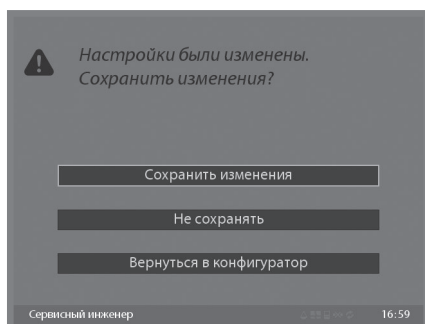 Настройки были изменены.
Сохранить изменения?
Сохранить изменения
Не сохранять
Вернуться в конфигуратор
Сервисный инженер 16:59